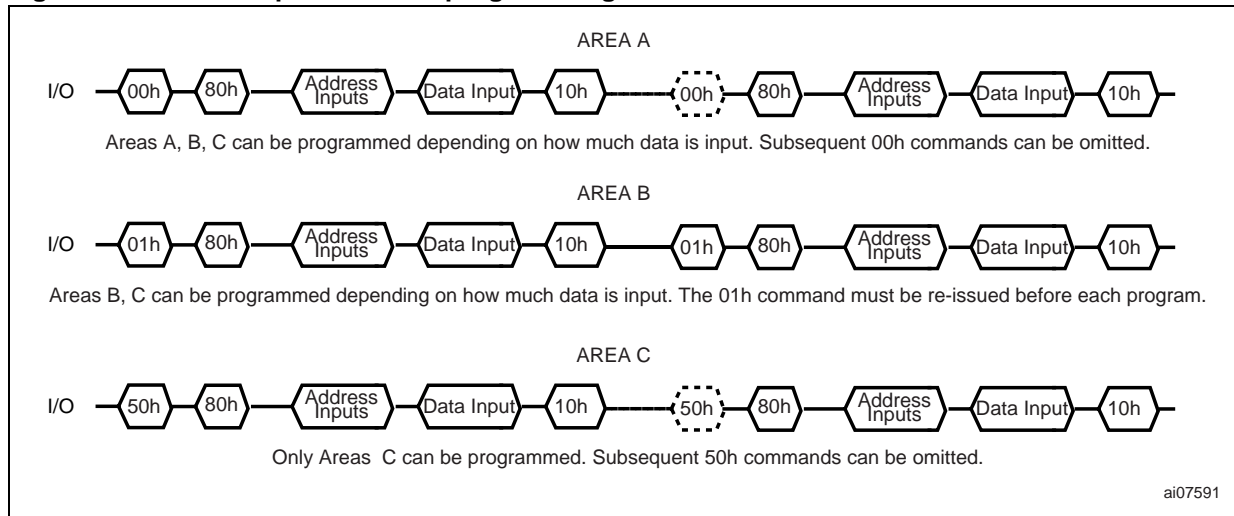 AREA A
I/O 00h 80h Address Inputs Data Input 10h 00h 80h Address Inputs Data Input 10h
Areas A, B, C can be programmed depending on how much data is input. Subsequent 00h commands can be omitted.
AREA B
I/O 01h 80h Address Inputs Data Input 10h 01h 80h Address Inputs Data Input 10h
Areas B, C can be programmed depending on how much data is input. The 01h command must be re-issued before each program.
AREA C
I/O 50h 80h Address Inputs Data Input 10h 50h 80h Address Inputs Data Input 10h
Only Areas C can be programmed. Subsequent 50h commands can be omitted.
ai07591